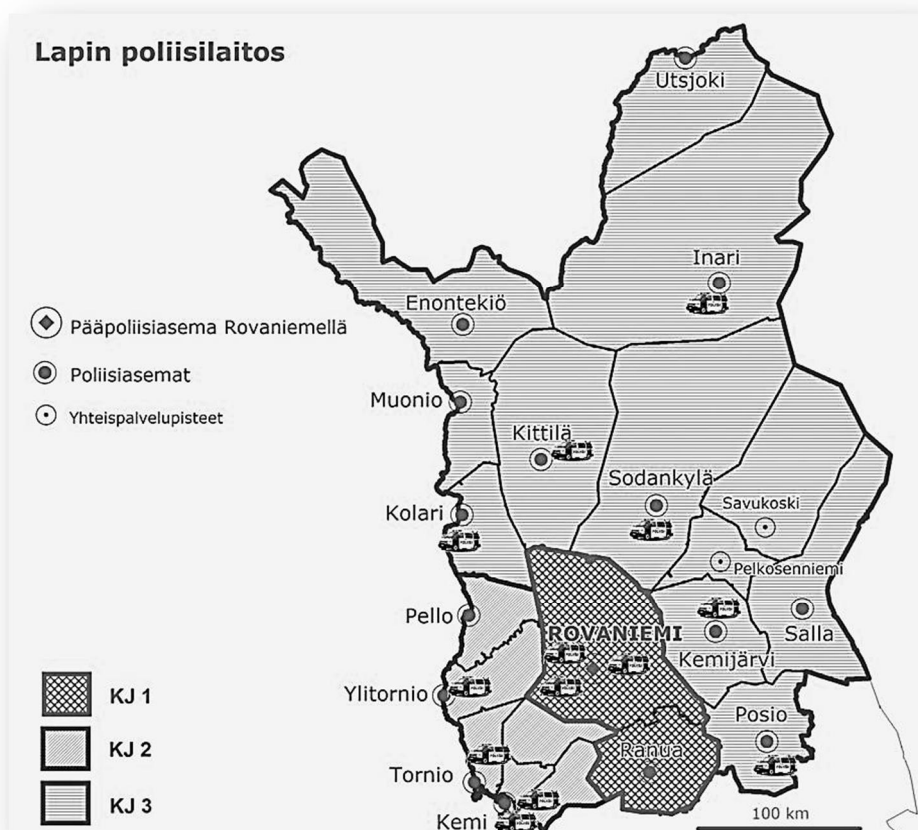 Lapin poliisilaitos
Utsjoki
Inari
Enontekiö
Pääpoliisiasema Rovaniemellä
Poliisiasemat
Muonio
Yhteispalvelupisteet
Kittilä
Sodankylä
Savukoski
Kolari
Pelkosenniemi
Pello
ROVANIEMI
Salla
Kemijärvi
Ylitornio
KJ 1
Posio
KJ 2
Ranua
Tornio
KJ 3
100 km
Kemi